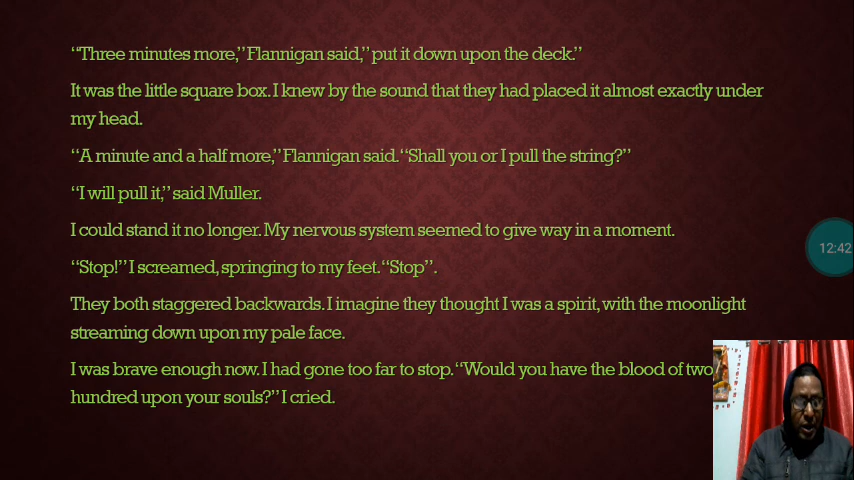 “Three minutes more,” Flannigan said,” put it down upon the deck.”
It was the little square box. I knew by the sound that they had placed it almost exactly under
my head.
“A minute and a half more,” Flannigan said. “Shall you or I pull the string?”
“I will pull it,” said Muller.
I could stand it no longer. My nervous system seemed to give way in a moment.
“Stop!” I screamed, springing to my feet. “Stop”.
They both staggered backwards. I imagine they thought I was a spirit, with the moonlight
streaming down upon my pale face.
I was brave enough now. I had gone too far to stop. “Would you have the blood of two
hundred upon your souls?” I cried.
12:42